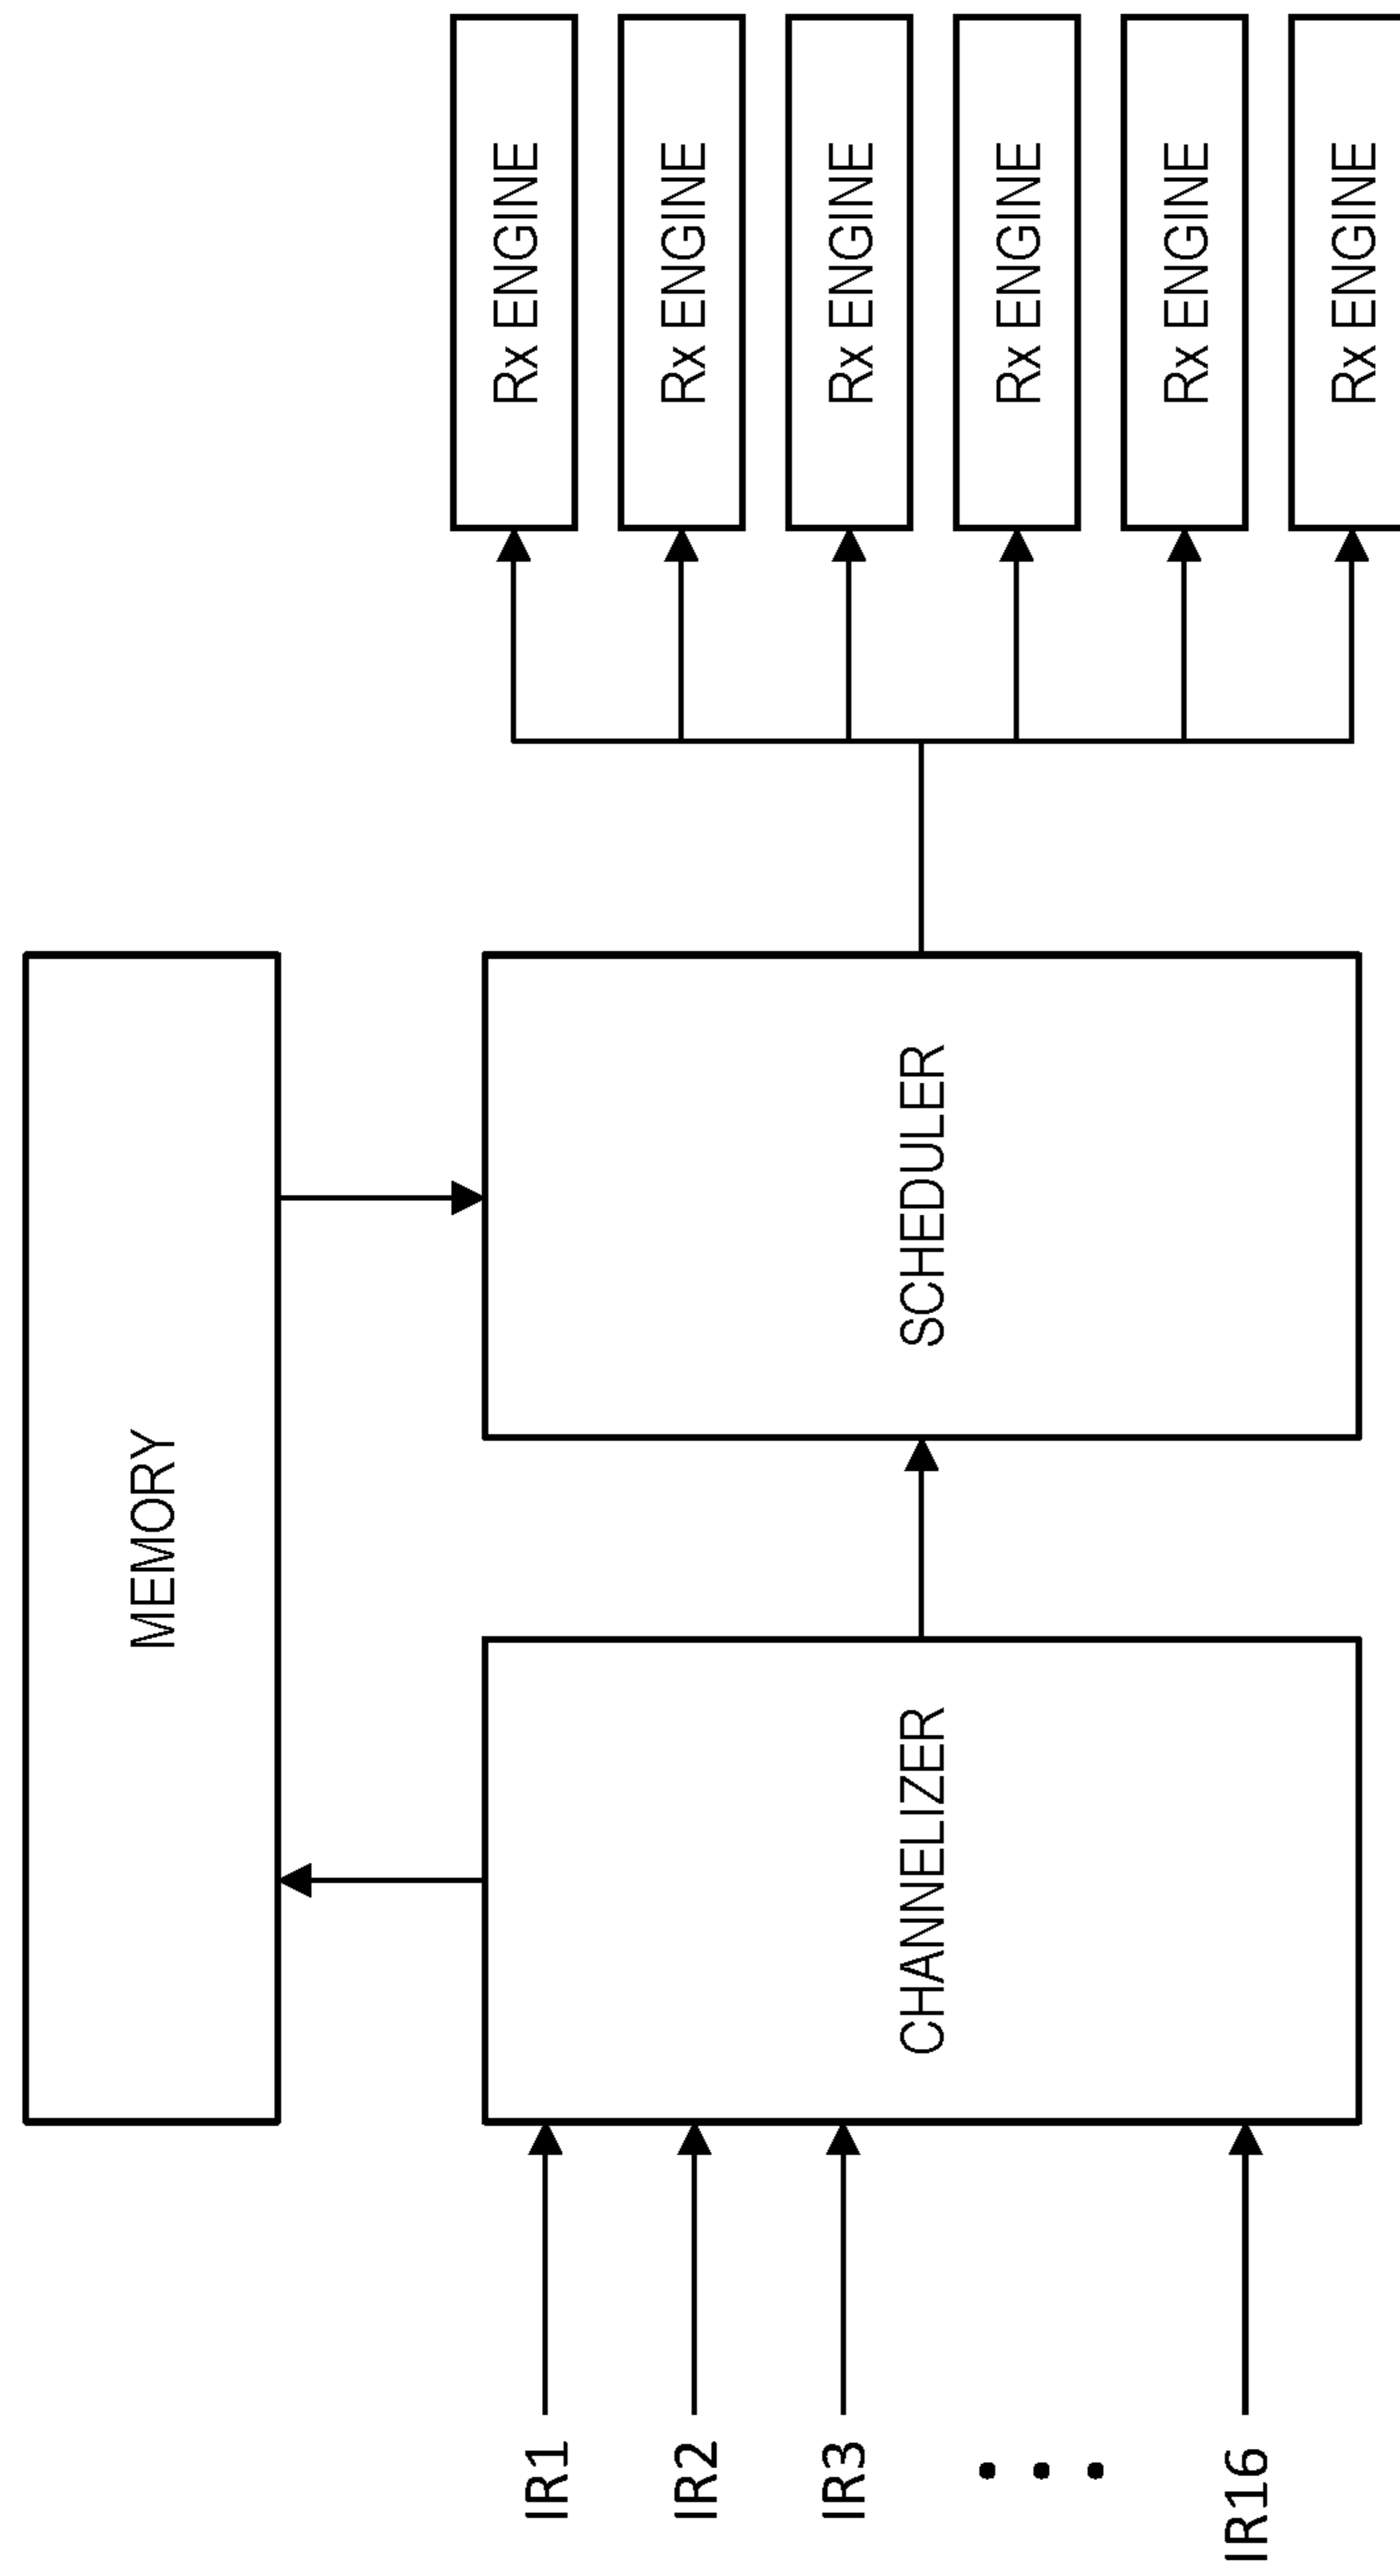 MEMORY
IR1
IR2
IR3
IR16
CHANNELIZER
SCHEDULER
Rx ENGINE
Rx ENGINE
Rx ENGINE
Rx ENGINE
Rx ENGINE
Rx ENGINE